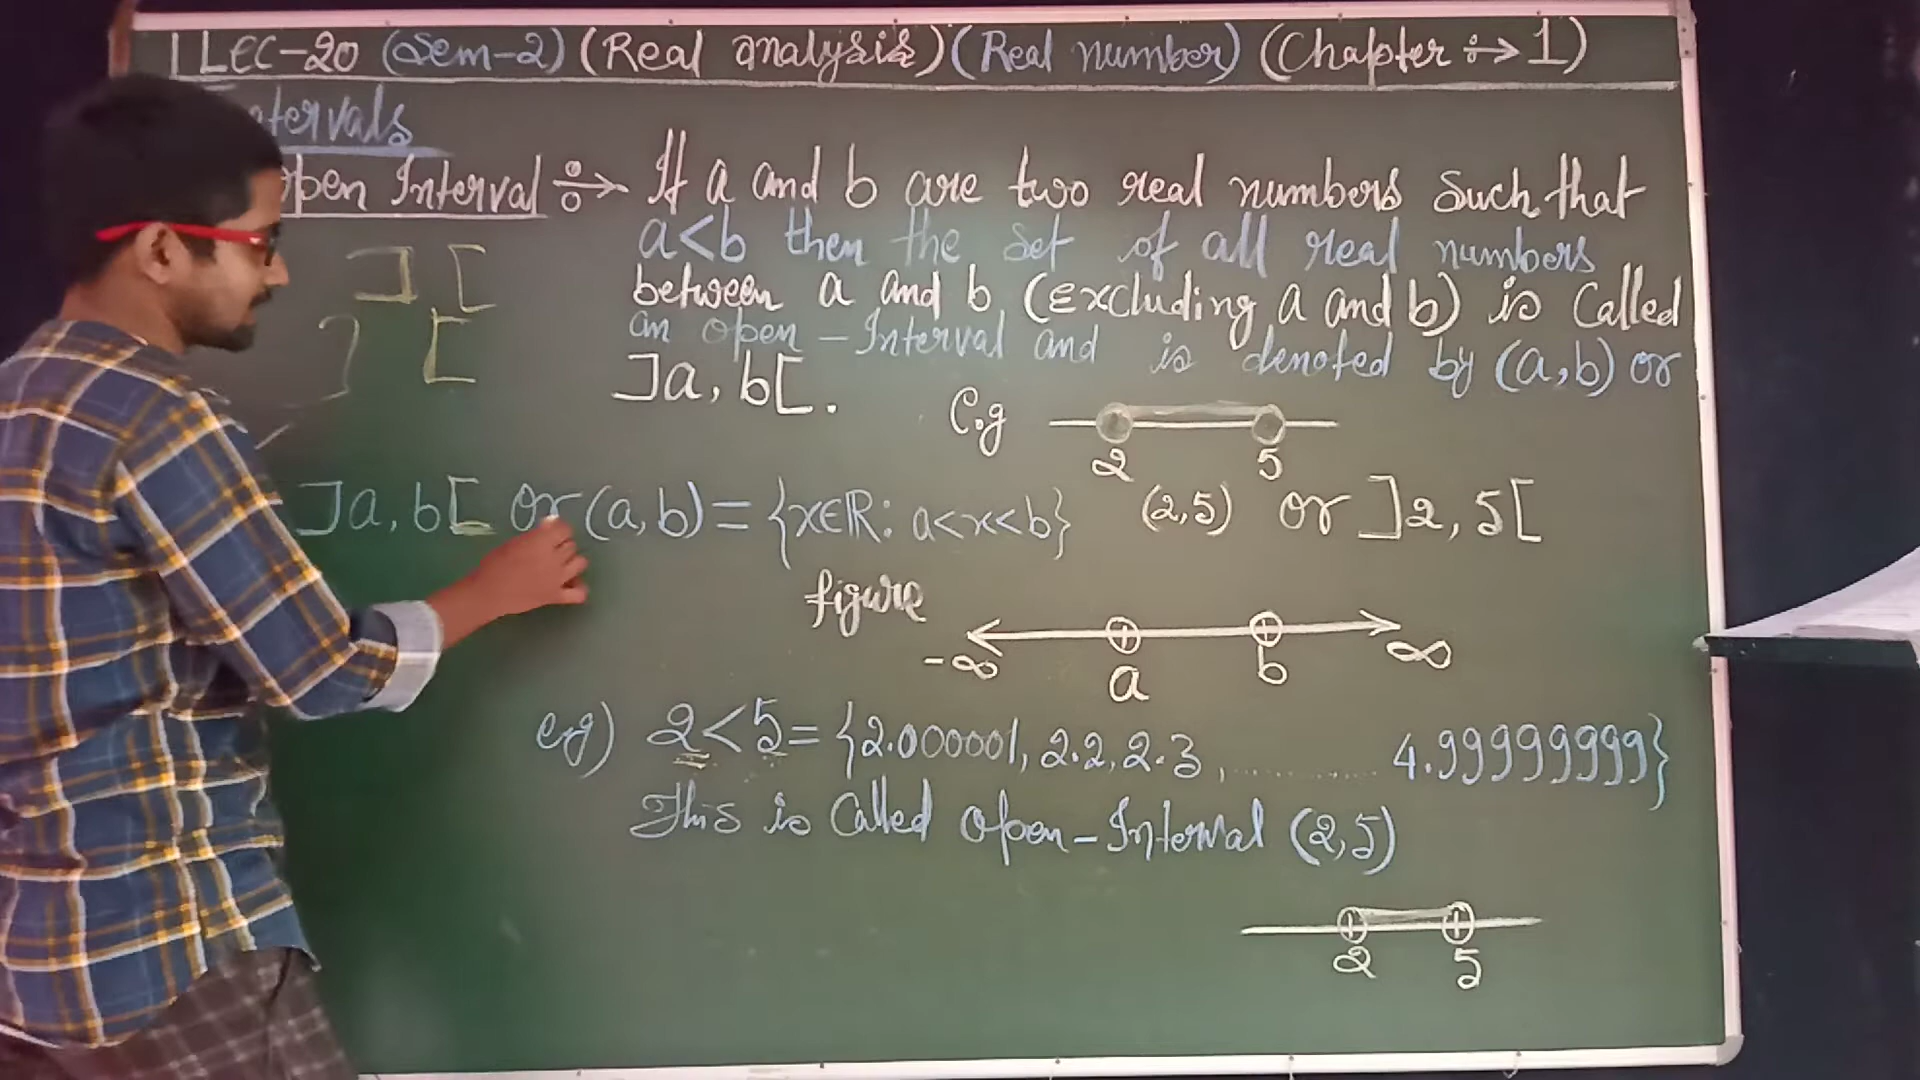 LEC-20 (Sem-2) (Real analysis) (Real number) (Chapter ÷→ 1)
ntervals
open Interval ÷→ If a and b are two real numbers Such that
a<b then the set of all real numbers
between a and b (Excluding a and b) is Called
an open-Interval and is denoted by (a,b) or
]a, b[.
] [
] [
e.g
2 5
]a, b[ or (a,b) = {x∈R: a<x<b} (2,5) or ]2, 5[
figure
-∞ a b ∞
eg) 2<5 = {2.000001, 2.2, 2.3, ............ 4.99999999}
This is Called open-Interval (2,5)
2 5